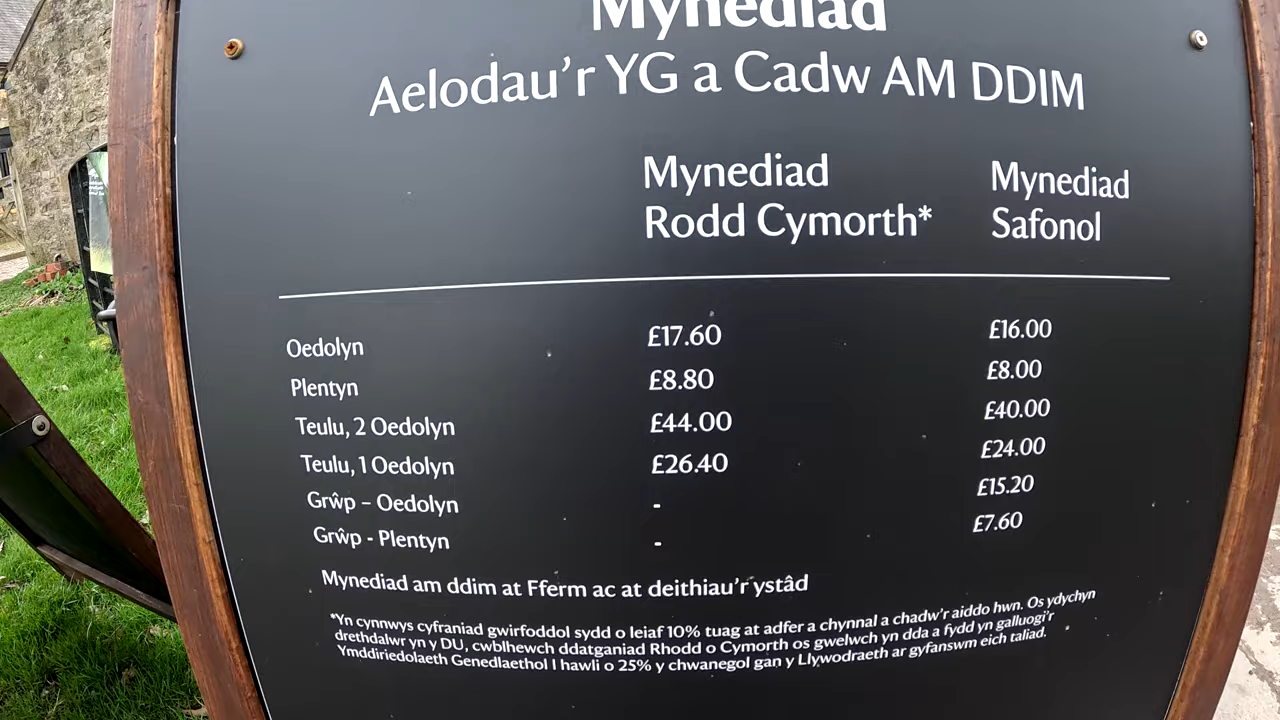 Mynediad
Aelodau'r YG a Cadw AM DDIM
Mynediad Rodd Cymorth* Mynediad Safonol
Oedolyn £17.60 £16.00
Plentyn £8.80 £8.00
Teulu, 2 Oedolyn £44.00 £40.00
Teulu, 1 Oedolyn £26.40 £24.00
Grŵp – Oedolyn - £15.20
Grŵp - Plentyn - £7.60
Mynediad am ddim at Fferm ac at deithiau'r ystâd
*Yn cynnwys cyfraniad gwirfoddol sydd o leiaf 10% tuag at adfer a chynnal a chadw'r aiddo hwn. Os ydychyn
drethdalwr yn y DU, cwblhewch ddatganiad Rhodd o Cymorth os gwelwch yn dda a fydd yn galluogi'r
Ymddiriedolaeth Genedlaethol I hawli o 25% y chwanegol gan y Llywodraeth ar gyfanswm eich taliad.